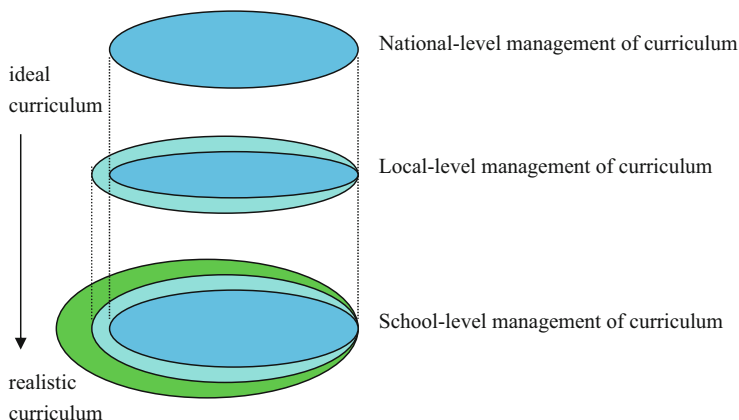 National-level management of curriculum
ideal
curriculum
Local-level management of curriculum
School-level management of curriculum
realistic
curriculum